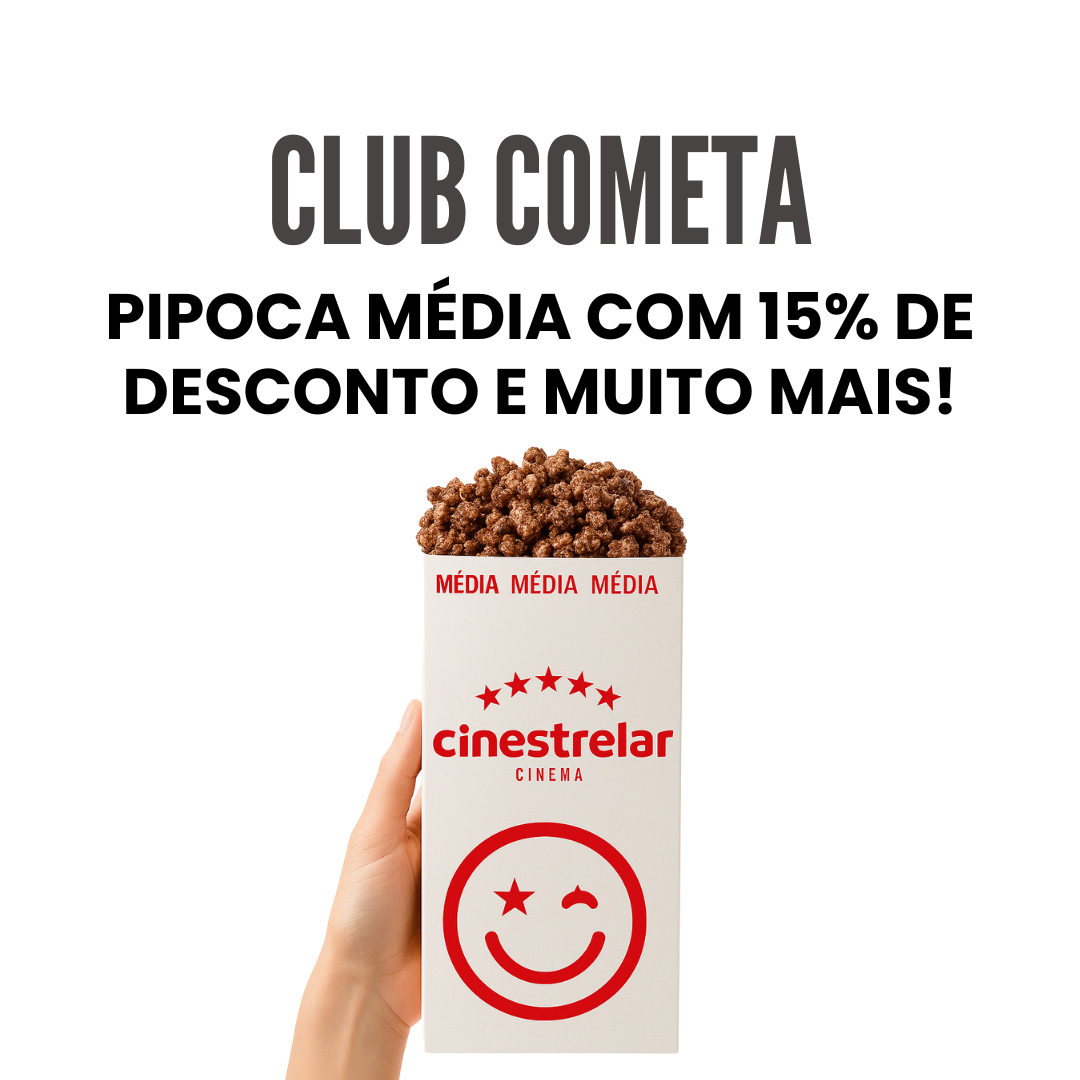 CLUB COMETA
PIPOCA MÉDIA COM 15% DE
DESCONTO E MUITO MAIS!
MÉDIA MÉDIA MÉDIA
cinestrelar
CINEMA